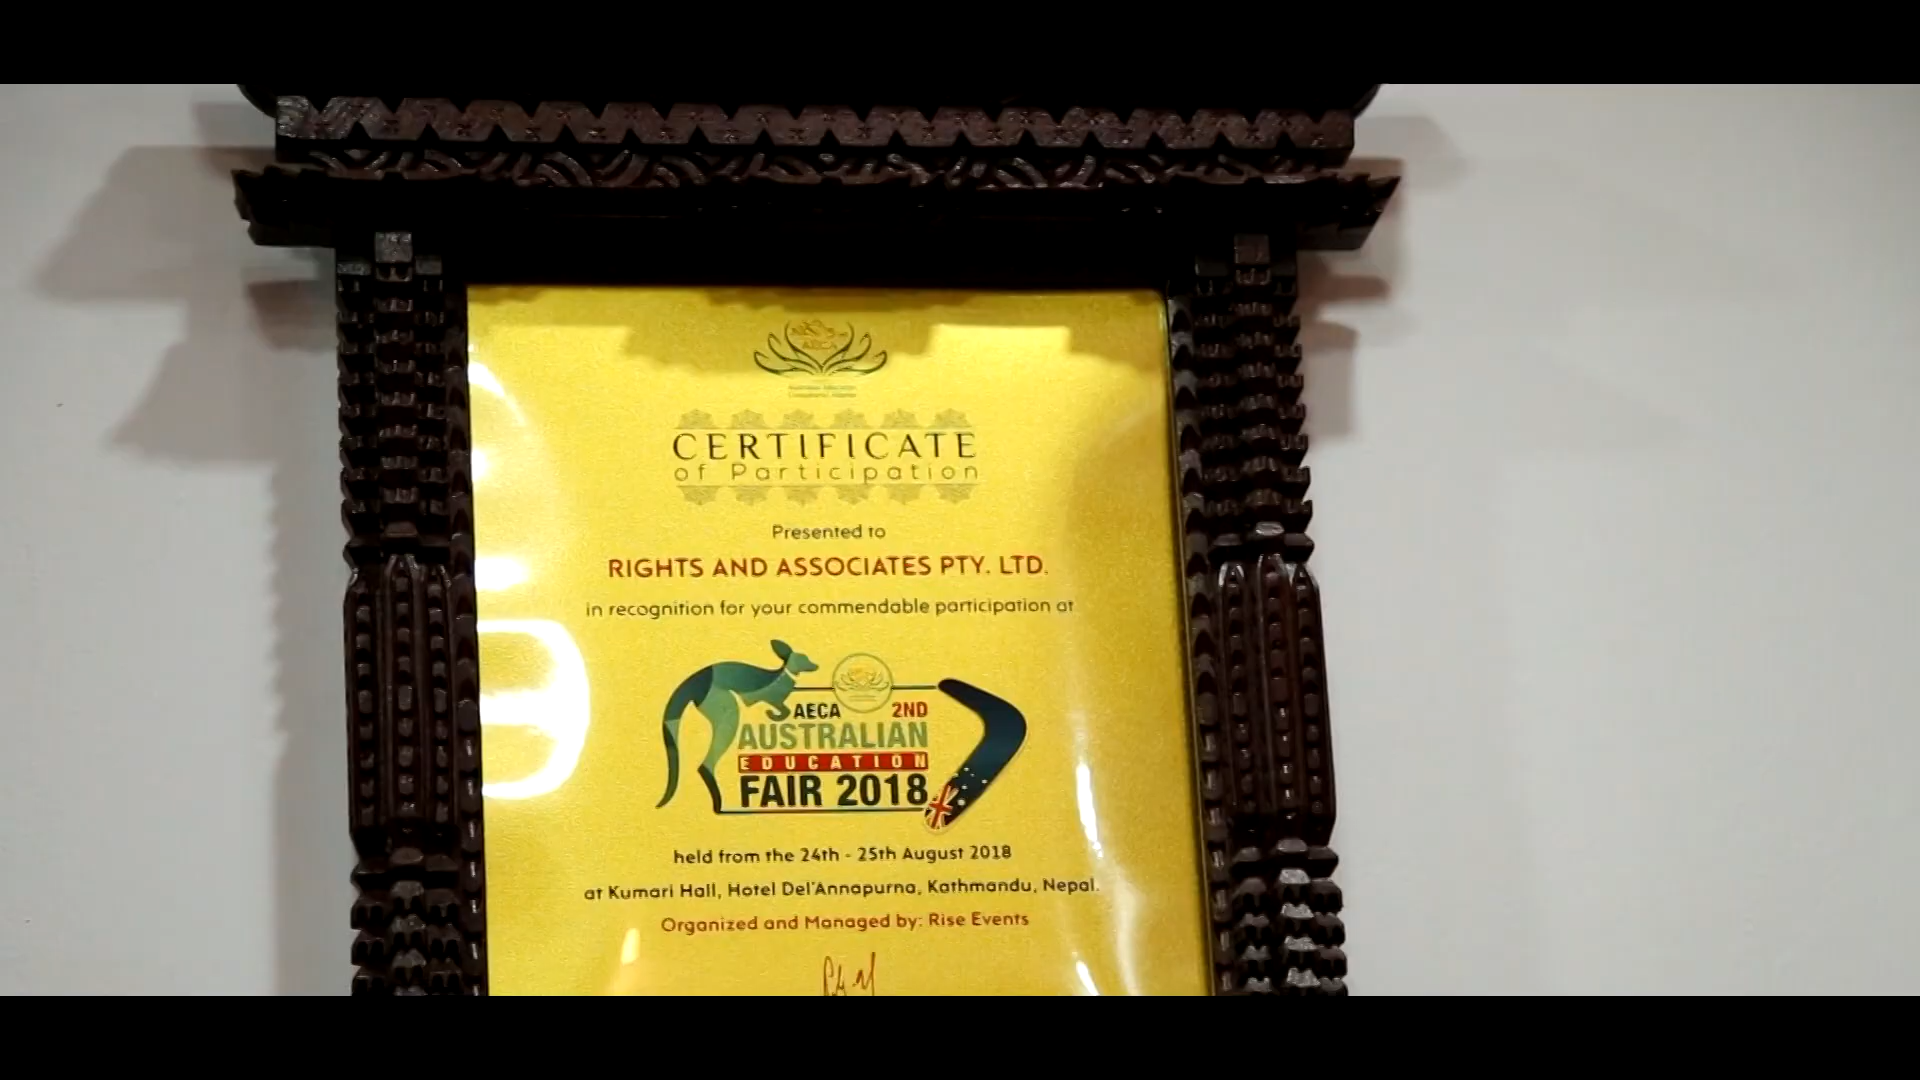 AECA
CERTIFICATE
of Participation
Presented to
RIGHTS AND ASSOCIATES PTY. LTD.
in recognition for your commendable participation at
AECA 2ND
AUSTRALIAN
EDUCATION
FAIR 2018
held from the 24th - 25th August 2018
at Kumari Hall, Hotel Del'Annapurna, Kathmandu, Nepal.
Organized and Managed by: Rise Events